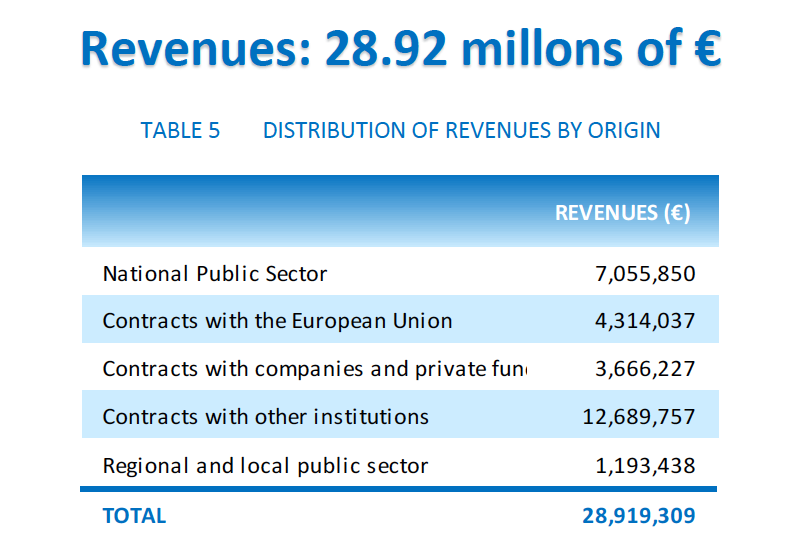 Revenues: 28.92 millons of €
TABLE 5 DISTRIBUTION OF REVENUES BY ORIGIN
REVENUES (€)
National Public Sector 7,055,850
Contracts with the European Union 4,314,037
Contracts with companies and private 3,666,227
Contracts with other institutions 12,689,757
Regional and local public sector 1,193,438
TOTAL 28,919,309